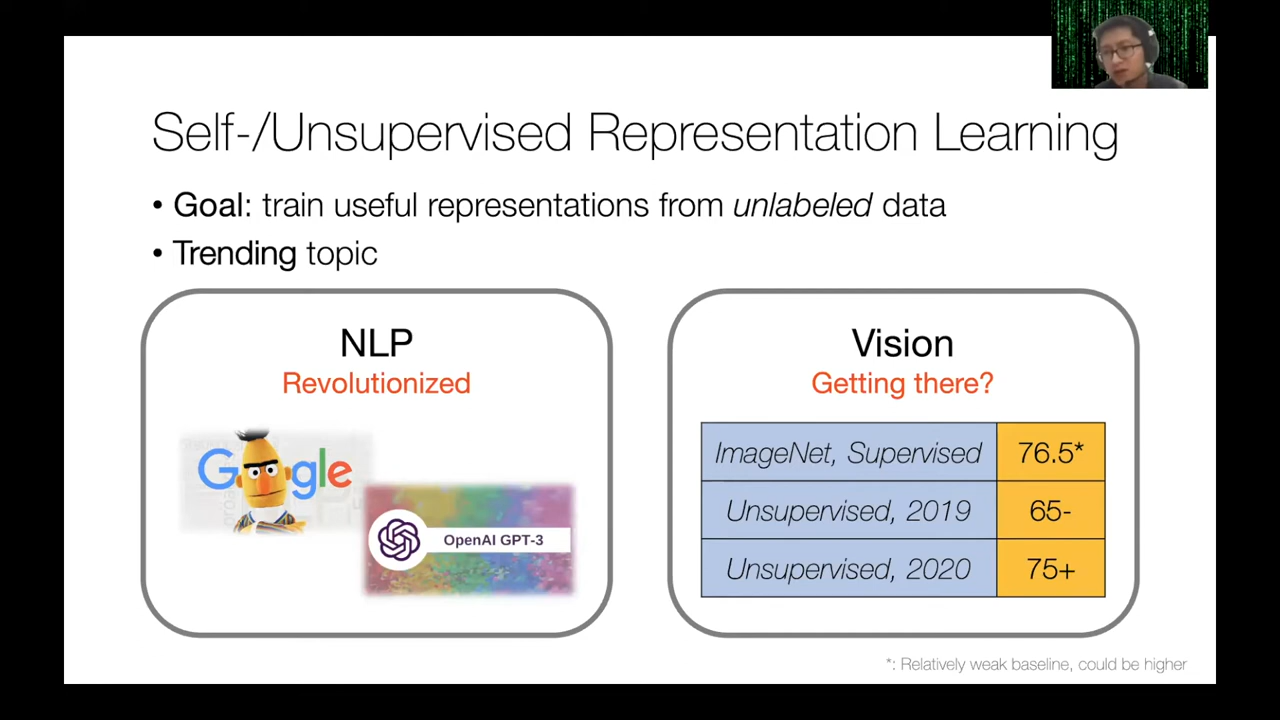 Self-/Unsupervised Representation Learning
• Goal: train useful representations from unlabeled data
• Trending topic
NLP
Revolutionized
Google
OpenAI GPT-3
Vision
Getting there?
ImageNet, Supervised 76.5*
Unsupervised, 2019 65-
Unsupervised, 2020 75+
*: Relatively weak baseline, could be higher